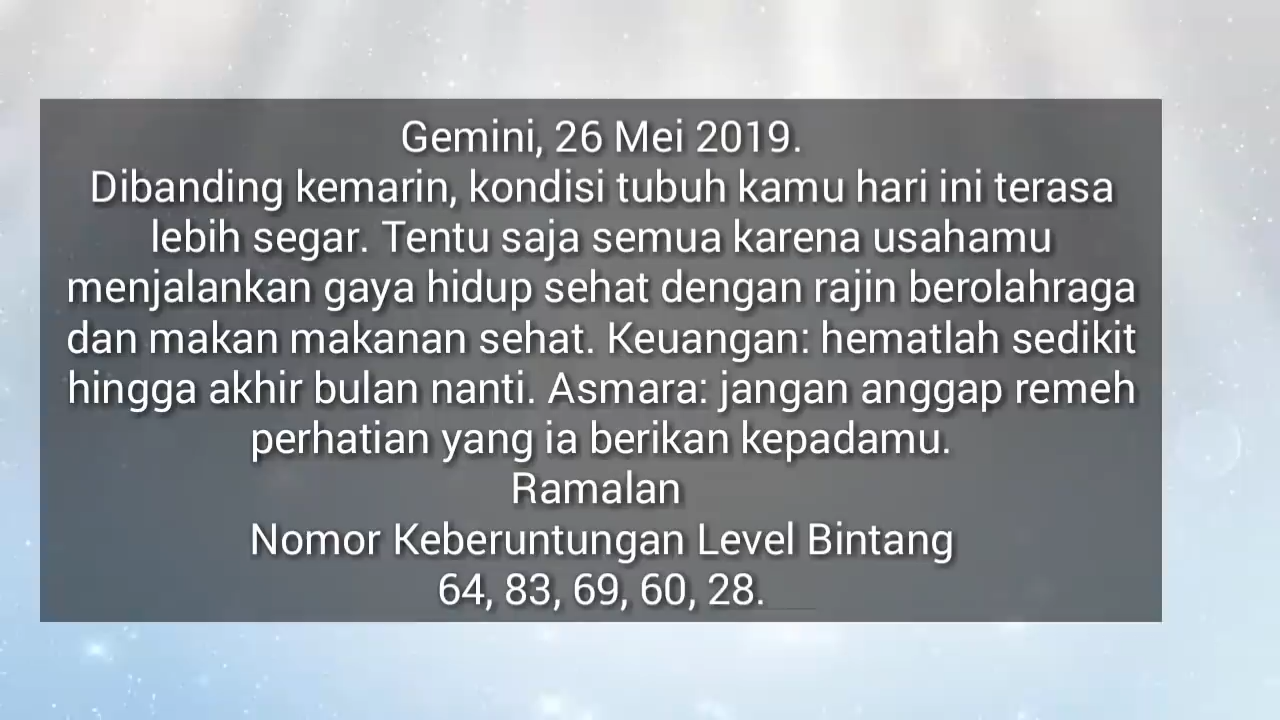 Gemini, 26 Mei 2019.
Dibanding kemarin, kondisi tubuh kamu hari ini terasa
lebih segar. Tentu saja semua karena usahamu
menjalankan gaya hidup sehat dengan rajin berolahraga
dan makan makanan sehat. Keuangan: hematlah sedikit
hingga akhir bulan nanti. Asmara: jangan anggap remeh
perhatian yang ia berikan kepadamu.
Ramalan
Nomor Keberuntungan Level Bintang
64, 83, 69, 60, 28.